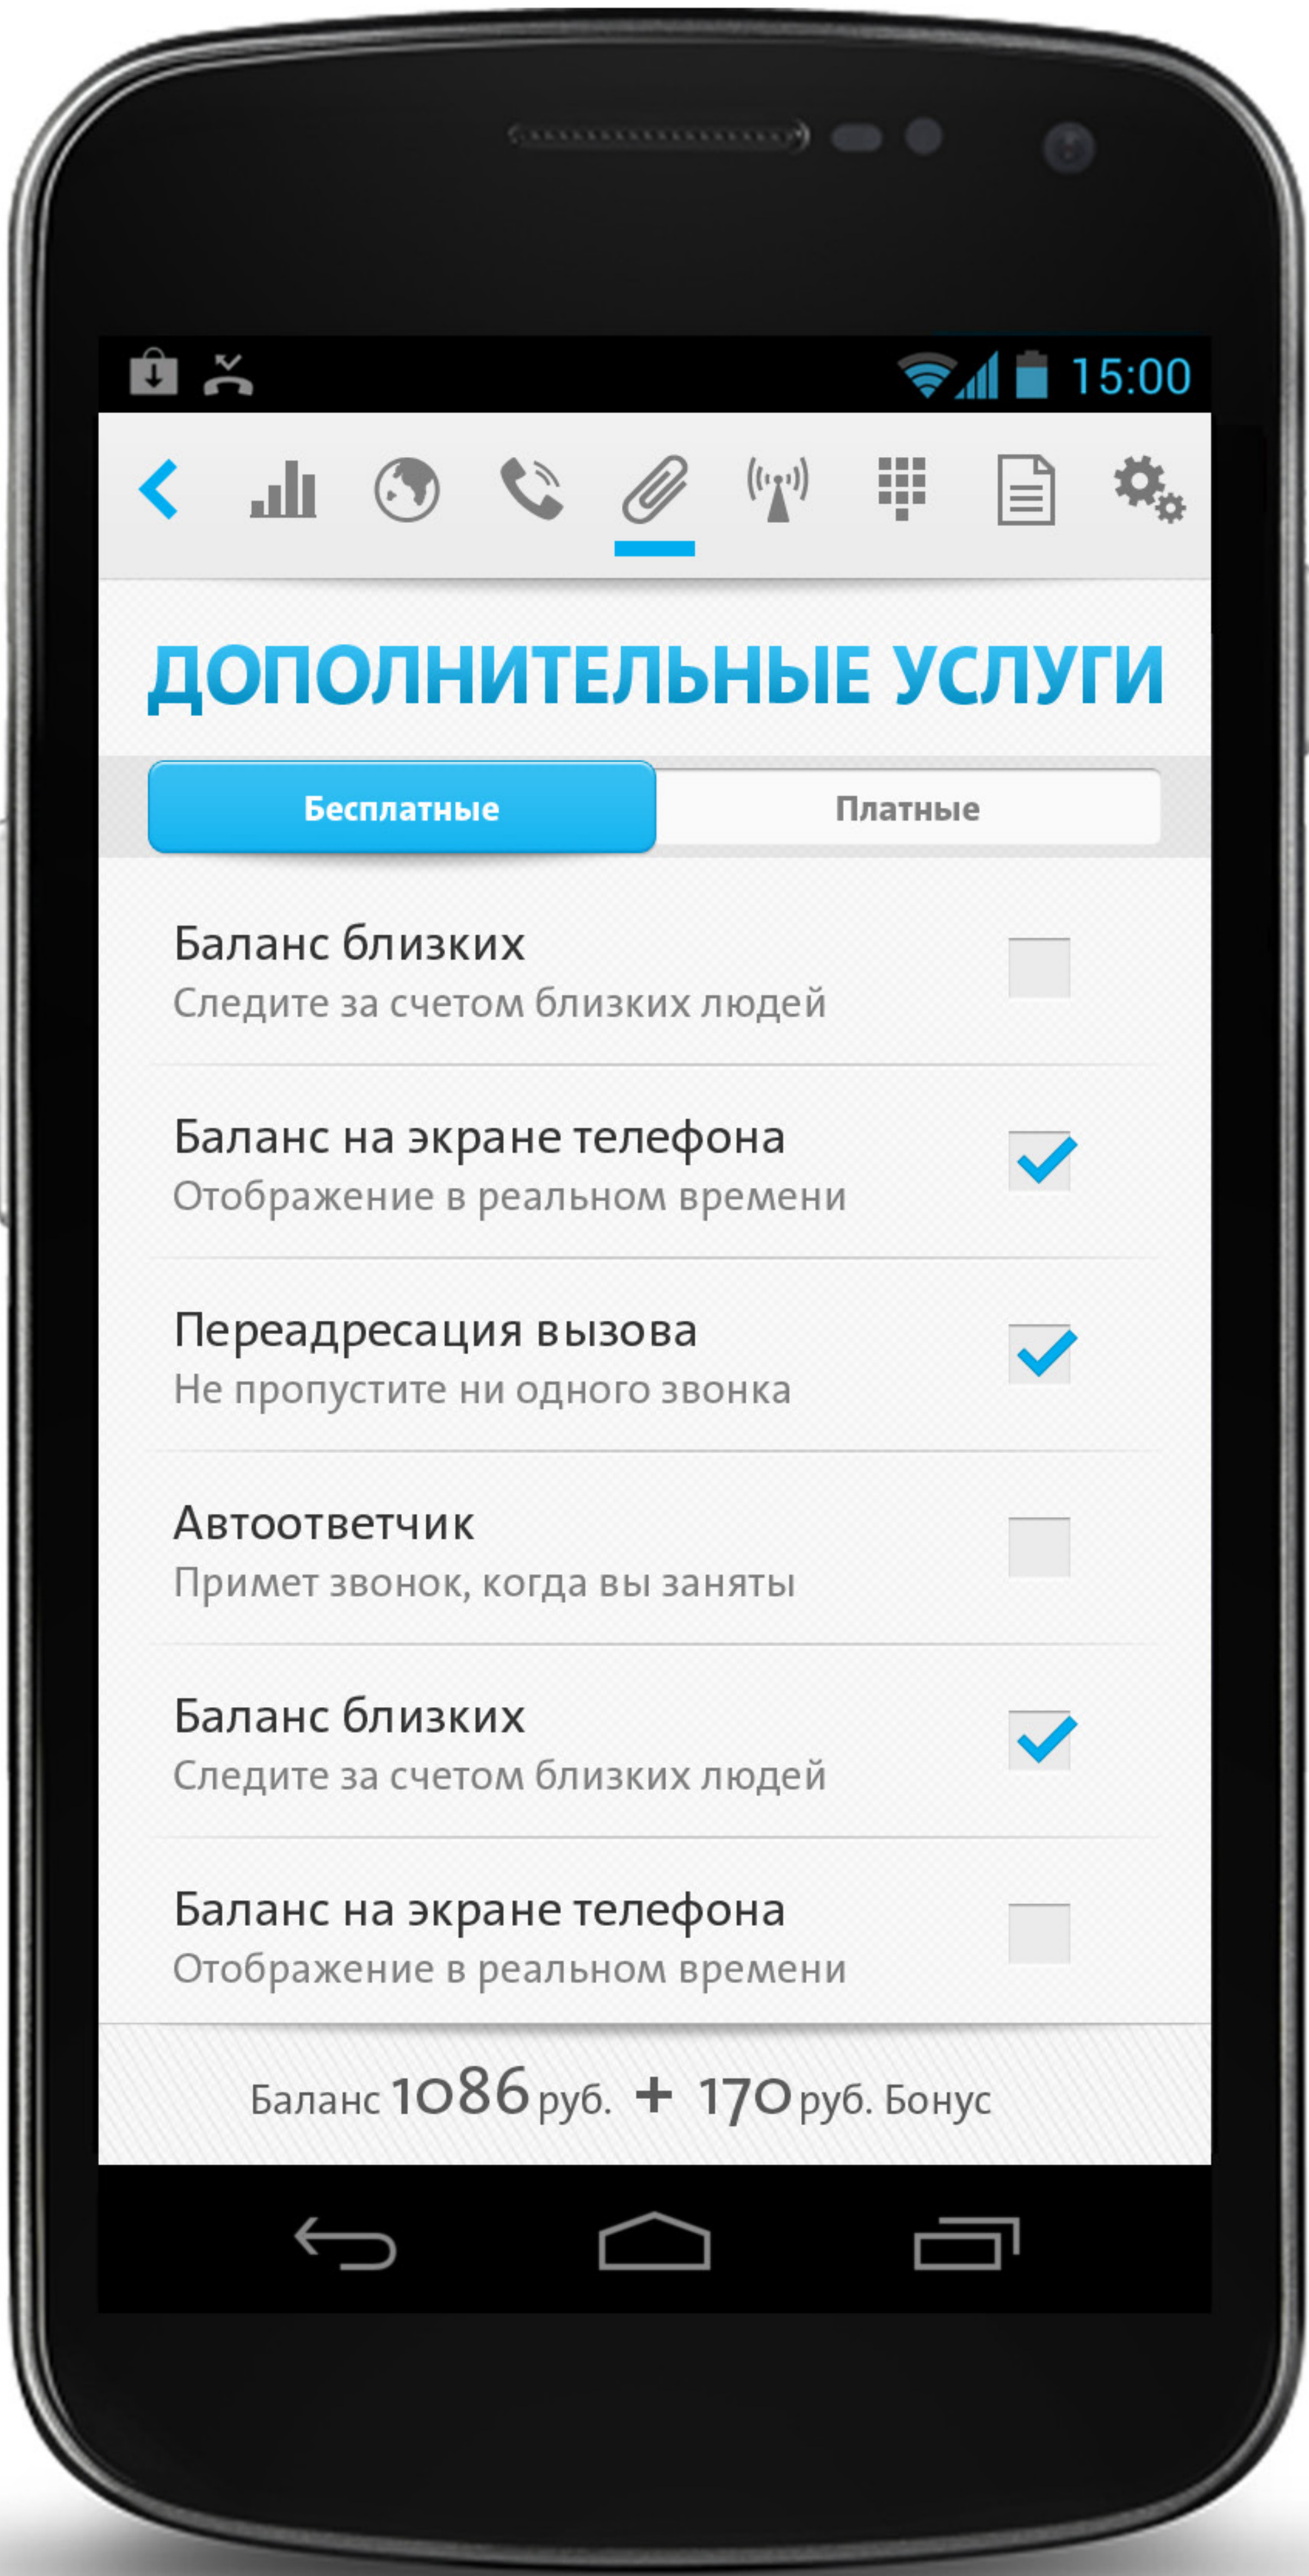 15:00
ДОПОЛНИТЕЛЬНЫЕ УСЛУГИ
Бесплатные Платные
Баланс близких
Следите за счетом близких людей
Баланс на экране телефона
Отображение в реальном времени
Переадресация вызова
Не пропустите ни одного звонка
Автоответчик
Примет звонок, когда вы заняты
Баланс близких
Следите за счетом близких людей
Баланс на экране телефона
Отображение в реальном времени
Баланс 1086 руб. + 170 руб. Бонус